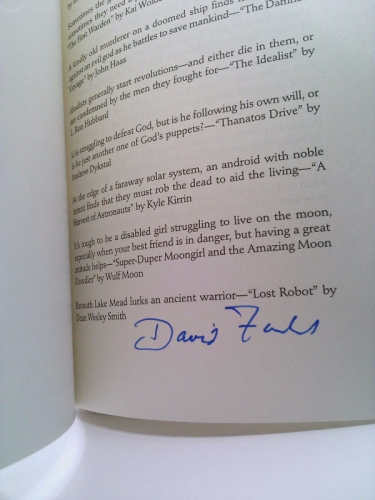 Sometimes the
sometimes they need
"The First Warden" by Kai Wolden
A kindly old murderer on a doomed ship finds
against an evil god as he battles to save mankind—"The Damned
Voyage" by John Haas
Idealists generally start revolutions—and either die in them, or
are condemned by the men they fought for—"The Idealist" by
L. Ron Hubbard
is struggling to defeat God, but is he following his own will, or
is he just another one of God's puppets?—"Thanatos Drive" by
Andrew Dykstal
At the edge of a faraway solar system, an android with noble
intent finds that they must rob the dead to aid the living—"A
Harvest of Astronauts" by Kyle Kirrin
It's tough to be a disabled girl struggling to live on the moon,
especially when your best friend is in danger, but having a great
attitude helps—"Super-Duper Moongirl and the Amazing Moon
Dawdler" by Wulf Moon
Beneath Lake Mead lurks an ancient warrior—"Lost Robot" by
Dean Wesley Smith
David